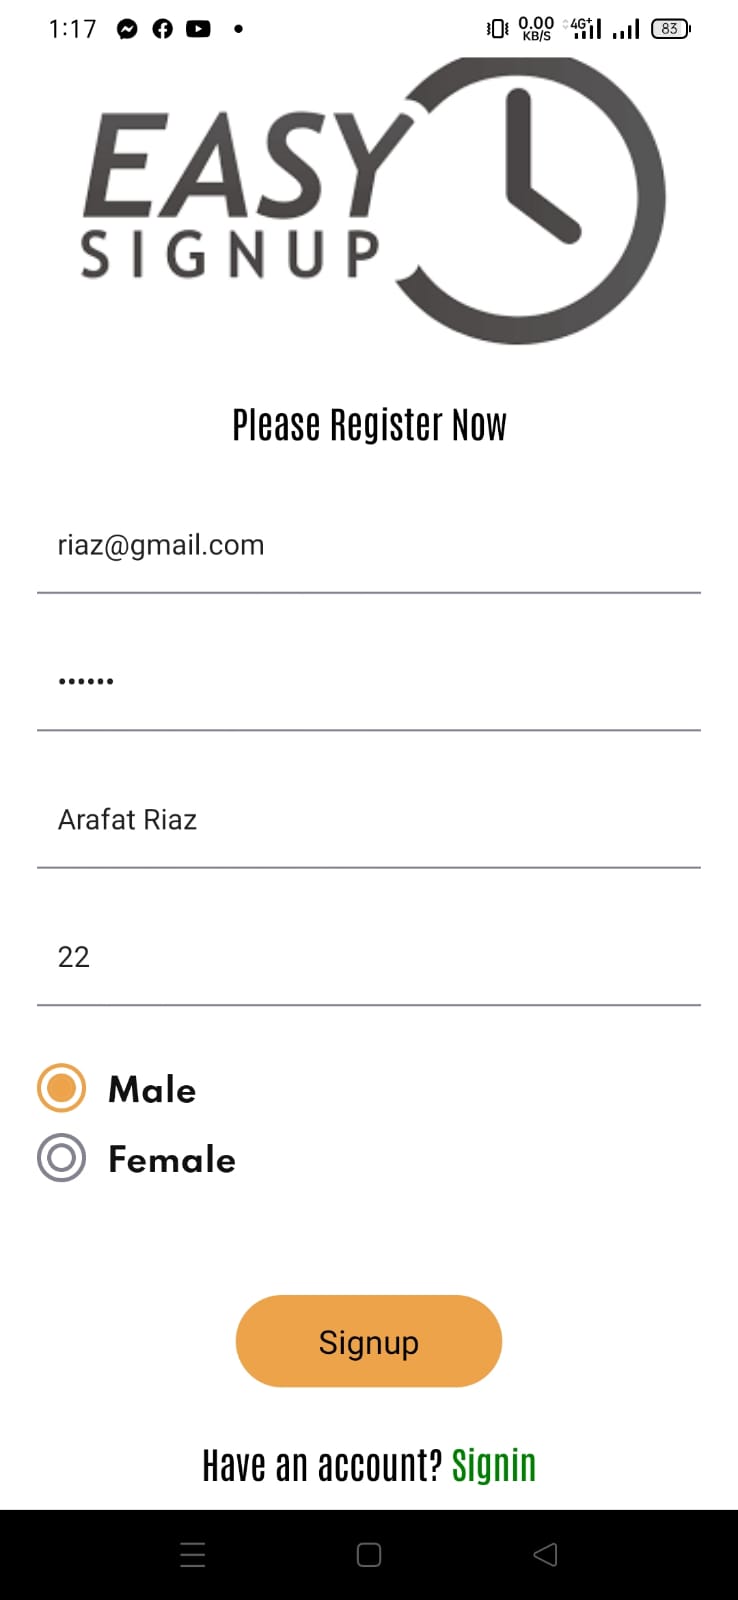 1:17 0.00 KB/S 4G+ 83
EASY
SIGNUP
Please Register Now
riaz@gmail.com
••••••
Arafat Riaz
22
Male
Female
Signup
Have an account? Signin